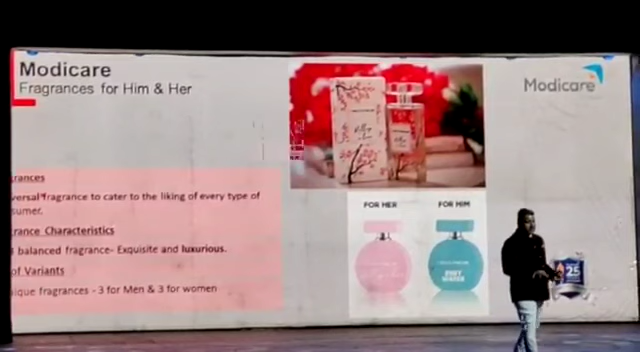 Modicare
Fragrances for Him & Her
Modicare
rances
versal fragrance to cater to the liking of every type of
sumer.
rance Characteristics
balanced fragrance- Exquisite and luxurious.
of Variants
ique fragrances - 3 for Men & 3 for women
FOR HER
FOR HIM
25